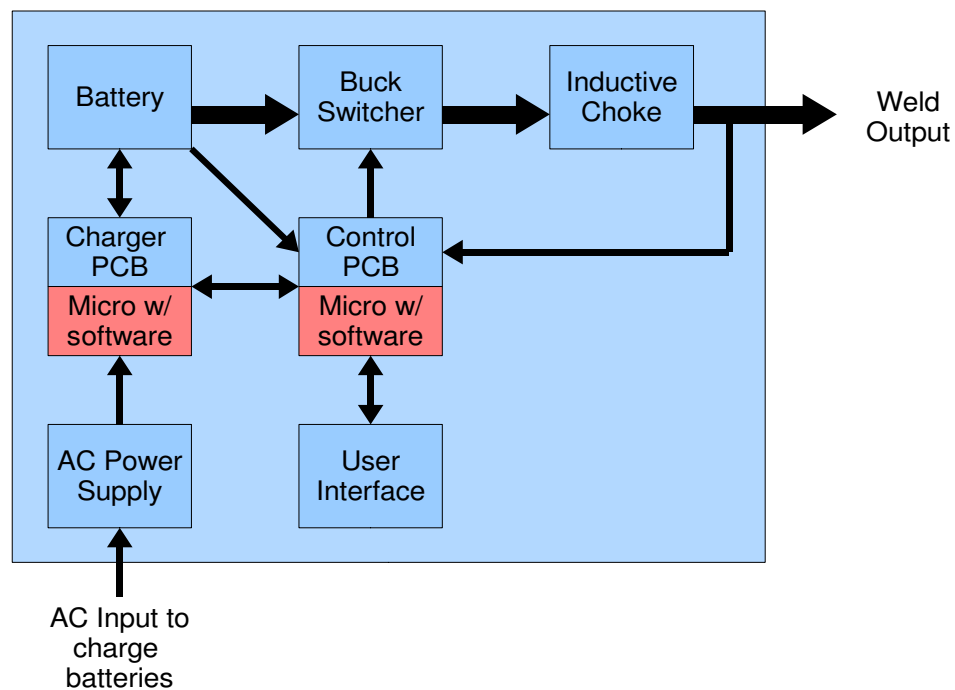 Battery
Buck
Switcher
Inductive
Choke
Weld
Output
Charger
PCB
Micro w/
software
Control
PCB
Micro w/
software
AC Power
Supply
User
Interface
AC Input to
charge
batteries